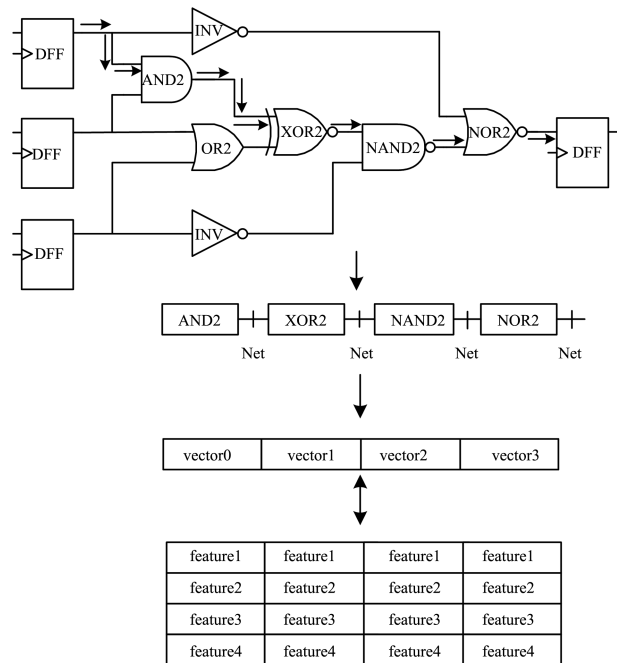 INV
DFF
AND2
DFF
OR2
XOR2
NAND2
NOR2
DFF
DFF
INV
AND2 XOR2 NAND2 NOR2
Net Net Net Net
vector0 vector1 vector2 vector3
feature1 feature1 feature1 feature1
feature2 feature2 feature2 feature2
feature3 feature3 feature3 feature3
feature4 feature4 feature4 feature4